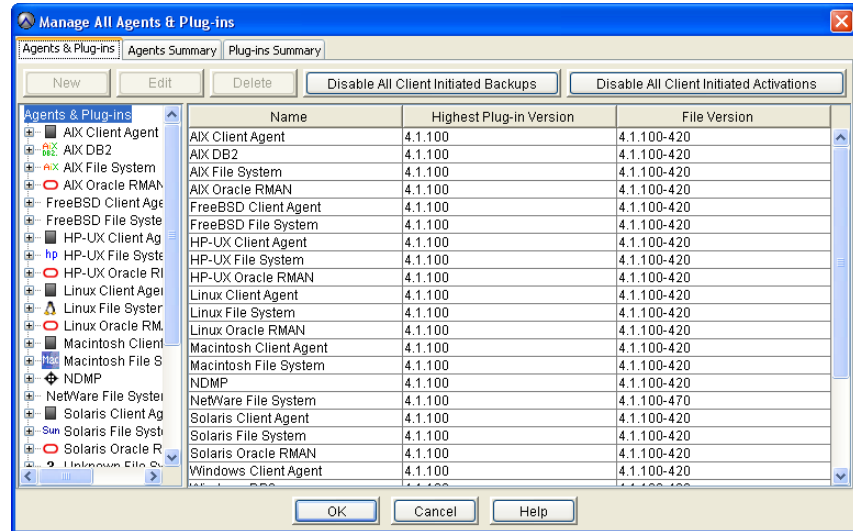 Manage All Agents & Plug-ins
Agents & Plug-ins Agents Summary Plug-ins Summary
New Edit Delete Disable All Client Initiated Backups Disable All Client Initiated Activations
Agents & Plug-ins
AIX Client Agent
AIX DB2 AIX DB2
AIX AIX File System
AIX Oracle RMAN
FreeBSD Client Age
FreeBSD File Syste
HP-UX Client Ag
hp HP-UX File Syste
HP-UX Oracle RI
Linux Client Age
Linux File System
Linux Oracle RM
Macintosh Client
Mac Macintosh File S
NDMP
NetWare File System
Solaris Client Ag
Sun Solaris File Syst
Solaris Oracle R
? Unknown File Sy
Name Highest Plug-in Version File Version
AIX Client Agent 4.1.100 4.1.100-420
AIX DB2 4.1.100 4.1.100-420
AIX File System 4.1.100 4.1.100-420
AIX Oracle RMAN 4.1.100 4.1.100-420
FreeBSD Client Agent 4.1.100 4.1.100-420
FreeBSD File System 4.1.100 4.1.100-420
HP-UX Client Agent 4.1.100 4.1.100-420
HP-UX File System 4.1.100 4.1.100-420
HP-UX Oracle RMAN 4.1.100 4.1.100-420
Linux Client Agent 4.1.100 4.1.100-420
Linux File System 4.1.100 4.1.100-420
Linux Oracle RMAN 4.1.100 4.1.100-420
Macintosh Client Agent 4.1.100 4.1.100-420
Macintosh File System 4.1.100 4.1.100-420
NDMP 4.1.100 4.1.100-420
NetWare File System 4.1.100 4.1.100-470
Solaris Client Agent 4.1.100 4.1.100-420
Solaris File System 4.1.100 4.1.100-420
Solaris Oracle RMAN 4.1.100 4.1.100-420
Windows Client Agent 4.1.100 4.1.100-420
OK Cancel Help